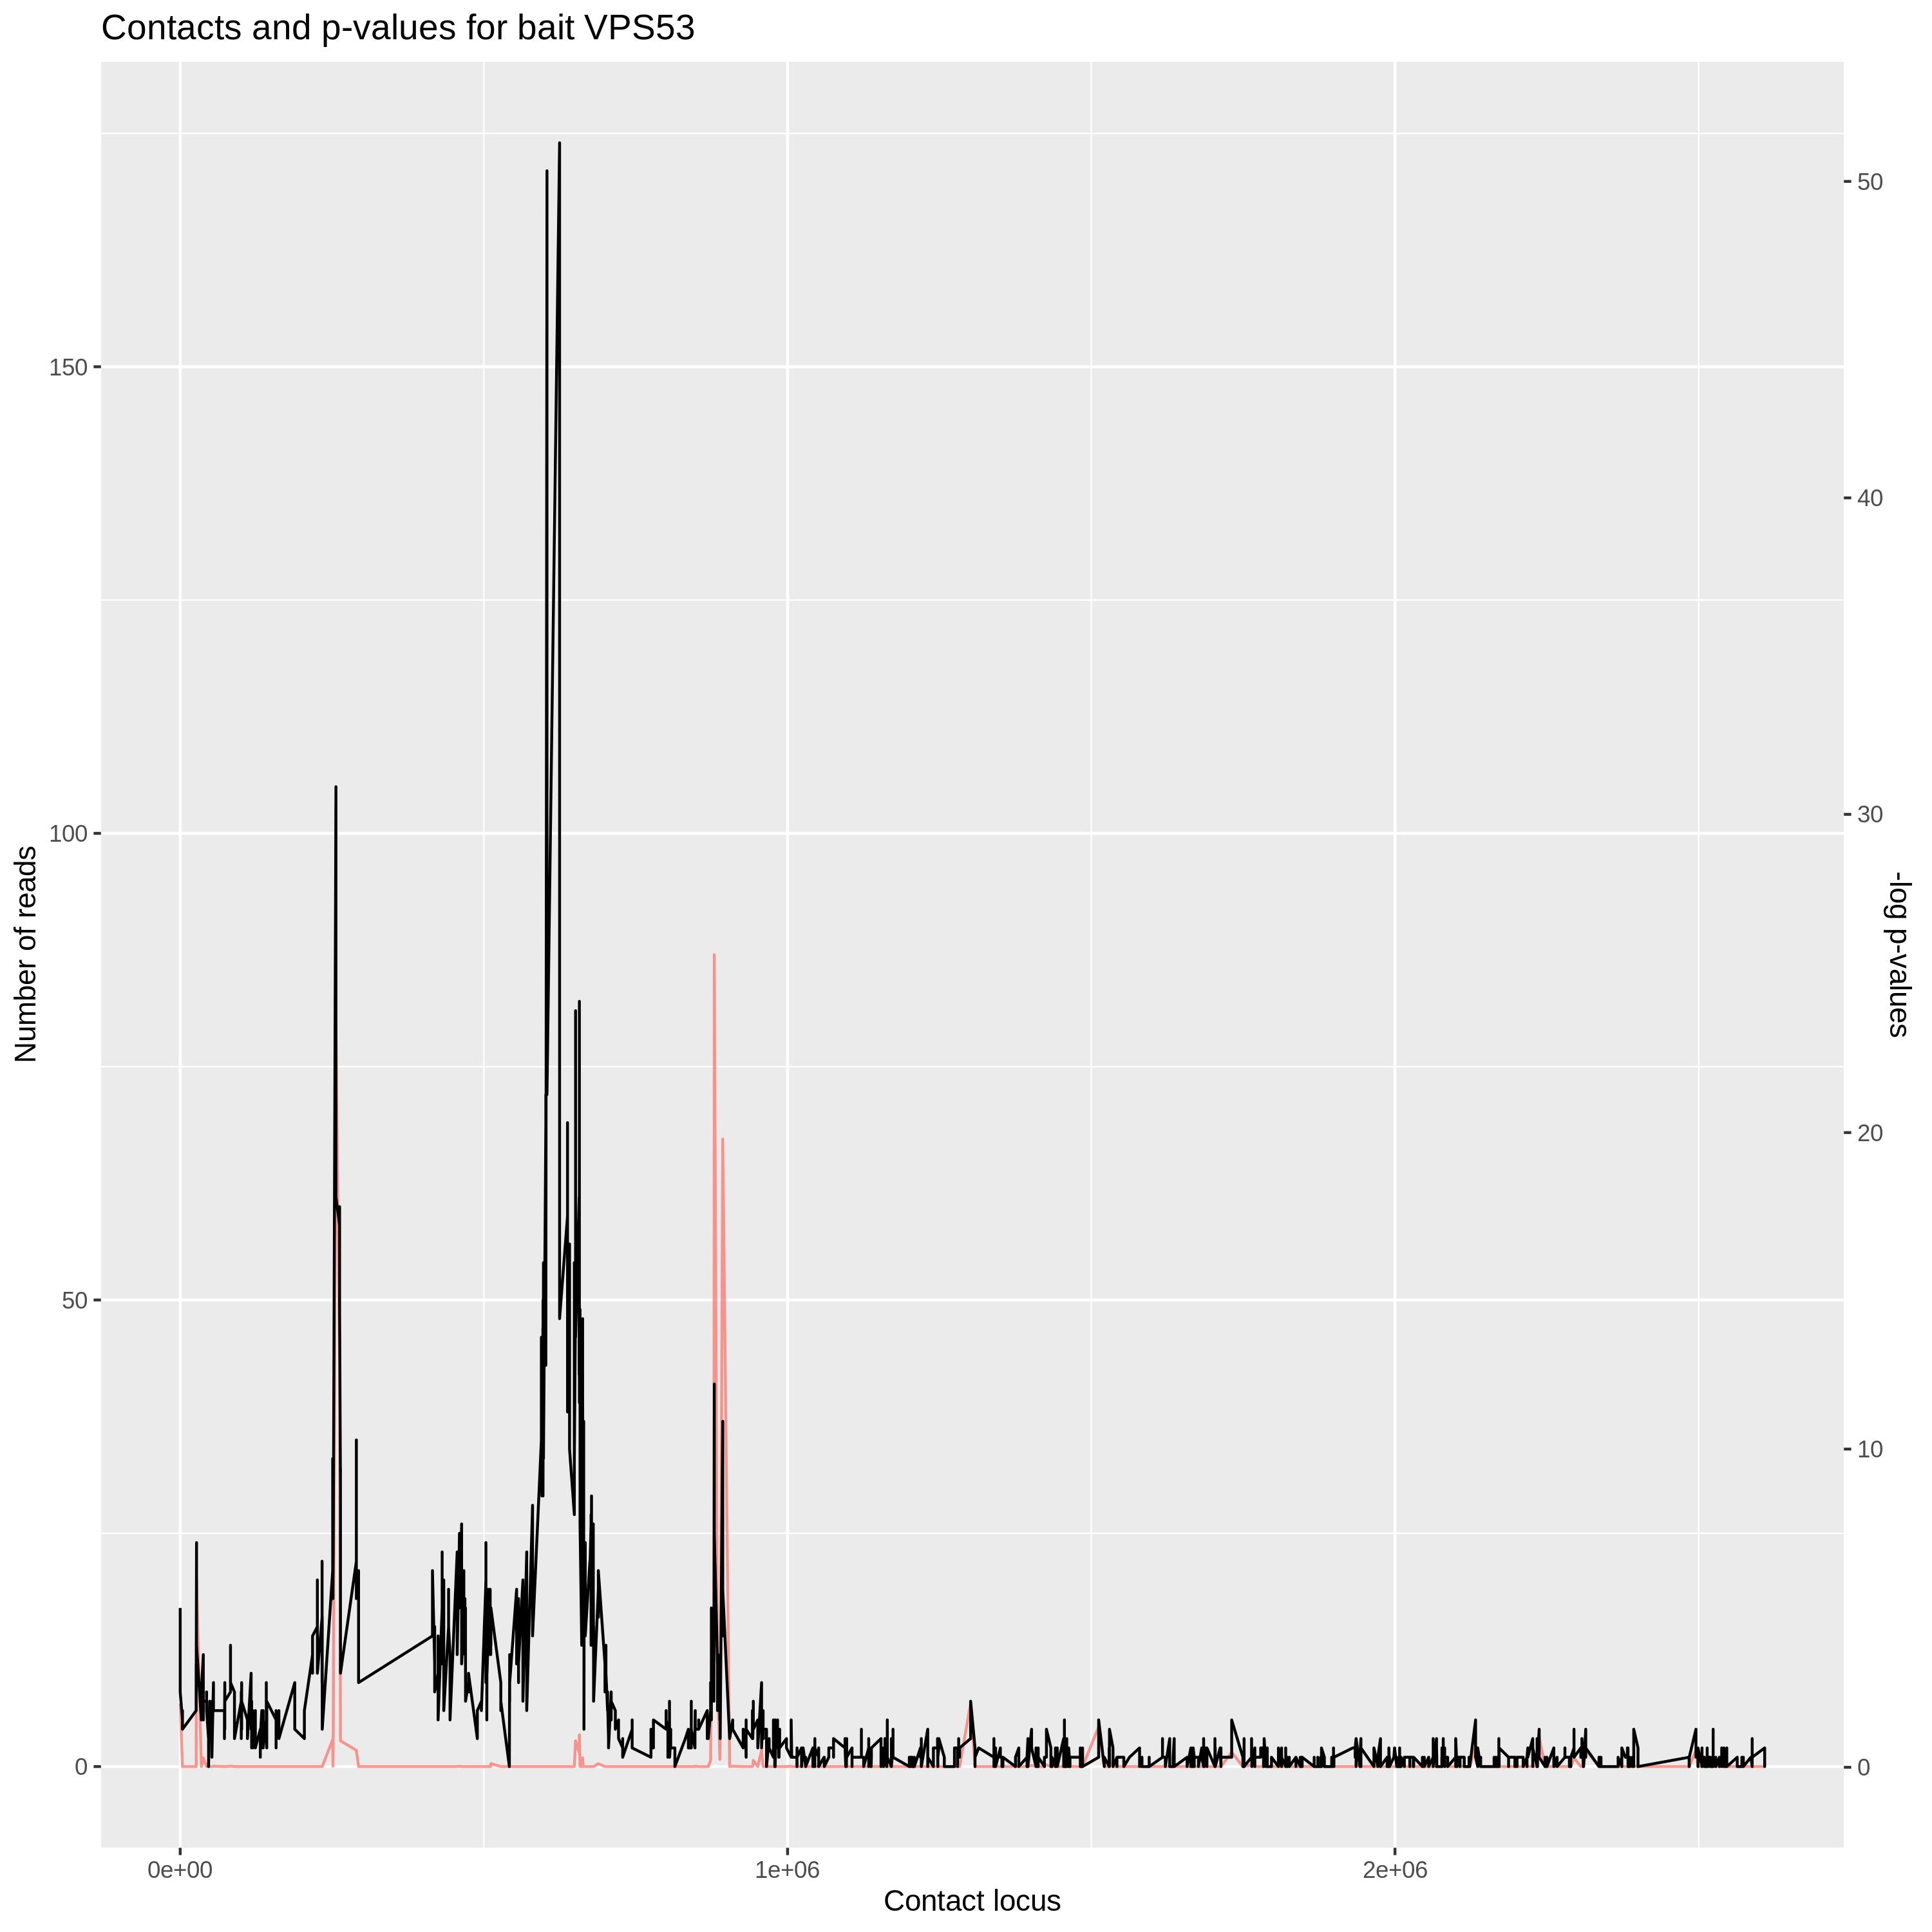 Contacts and p-values for bait VPS53
150
100
50
0
Number of reads
50
40
30
20
10
0
-log p-values
0e+00
1e+06
2e+06
Contact locus